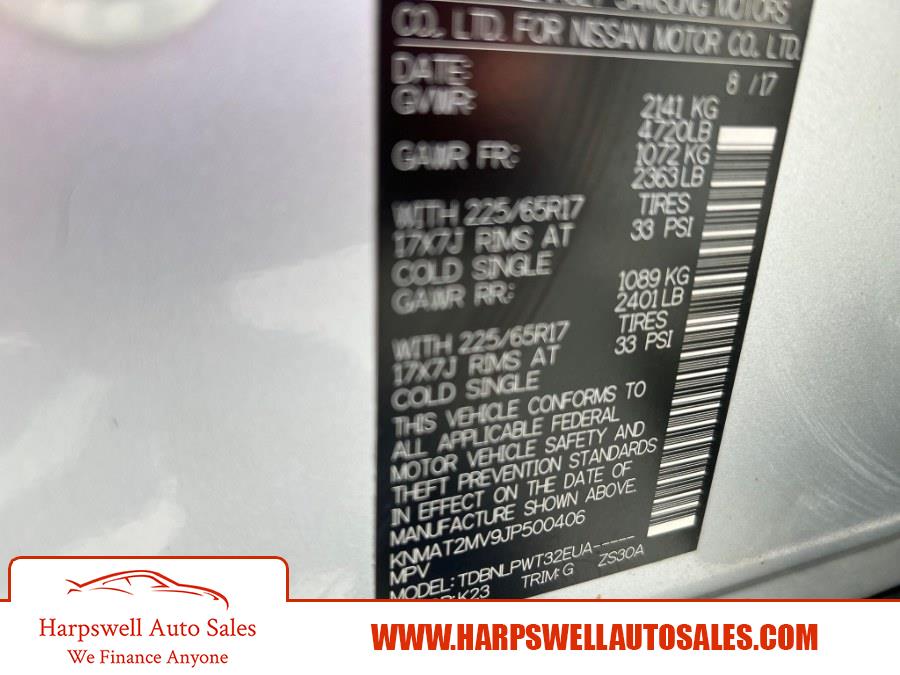 SAMSUNG MOTORS
CO., LTD. FOR NISSAN MOTOR CO., LTD.
DATE: 8 /17
GVWR: 2141 KG
4720LB
GAWR FR: 1072 KG
2363 LB
WITH 225/65R17 TIRES
17X7J RIMS AT 33 PSI
COLD SINGLE
GAWR RR: 1089 KG
2401 LB
WITH 225/65R17 TIRES
17X7J RIMS AT 33 PSI
COLD SINGLE
THIS VEHICLE CONFORMS TO
ALL APPLICABLE FEDERAL
MOTOR VEHICLE SAFETY AND
THEFT PREVENTION STANDARDS
IN EFFECT ON THE DATE OF
MANUFACTURE SHOWN ABOVE.
KNMAT2MV9JP500406
MPV
MODEL: TDBNLPWT32EUA-----
K23 TRIM: G ZS30A
Harpswell Auto Sales
We Finance Anyone
WWW.HARPSWELLAUTOSALES.COM